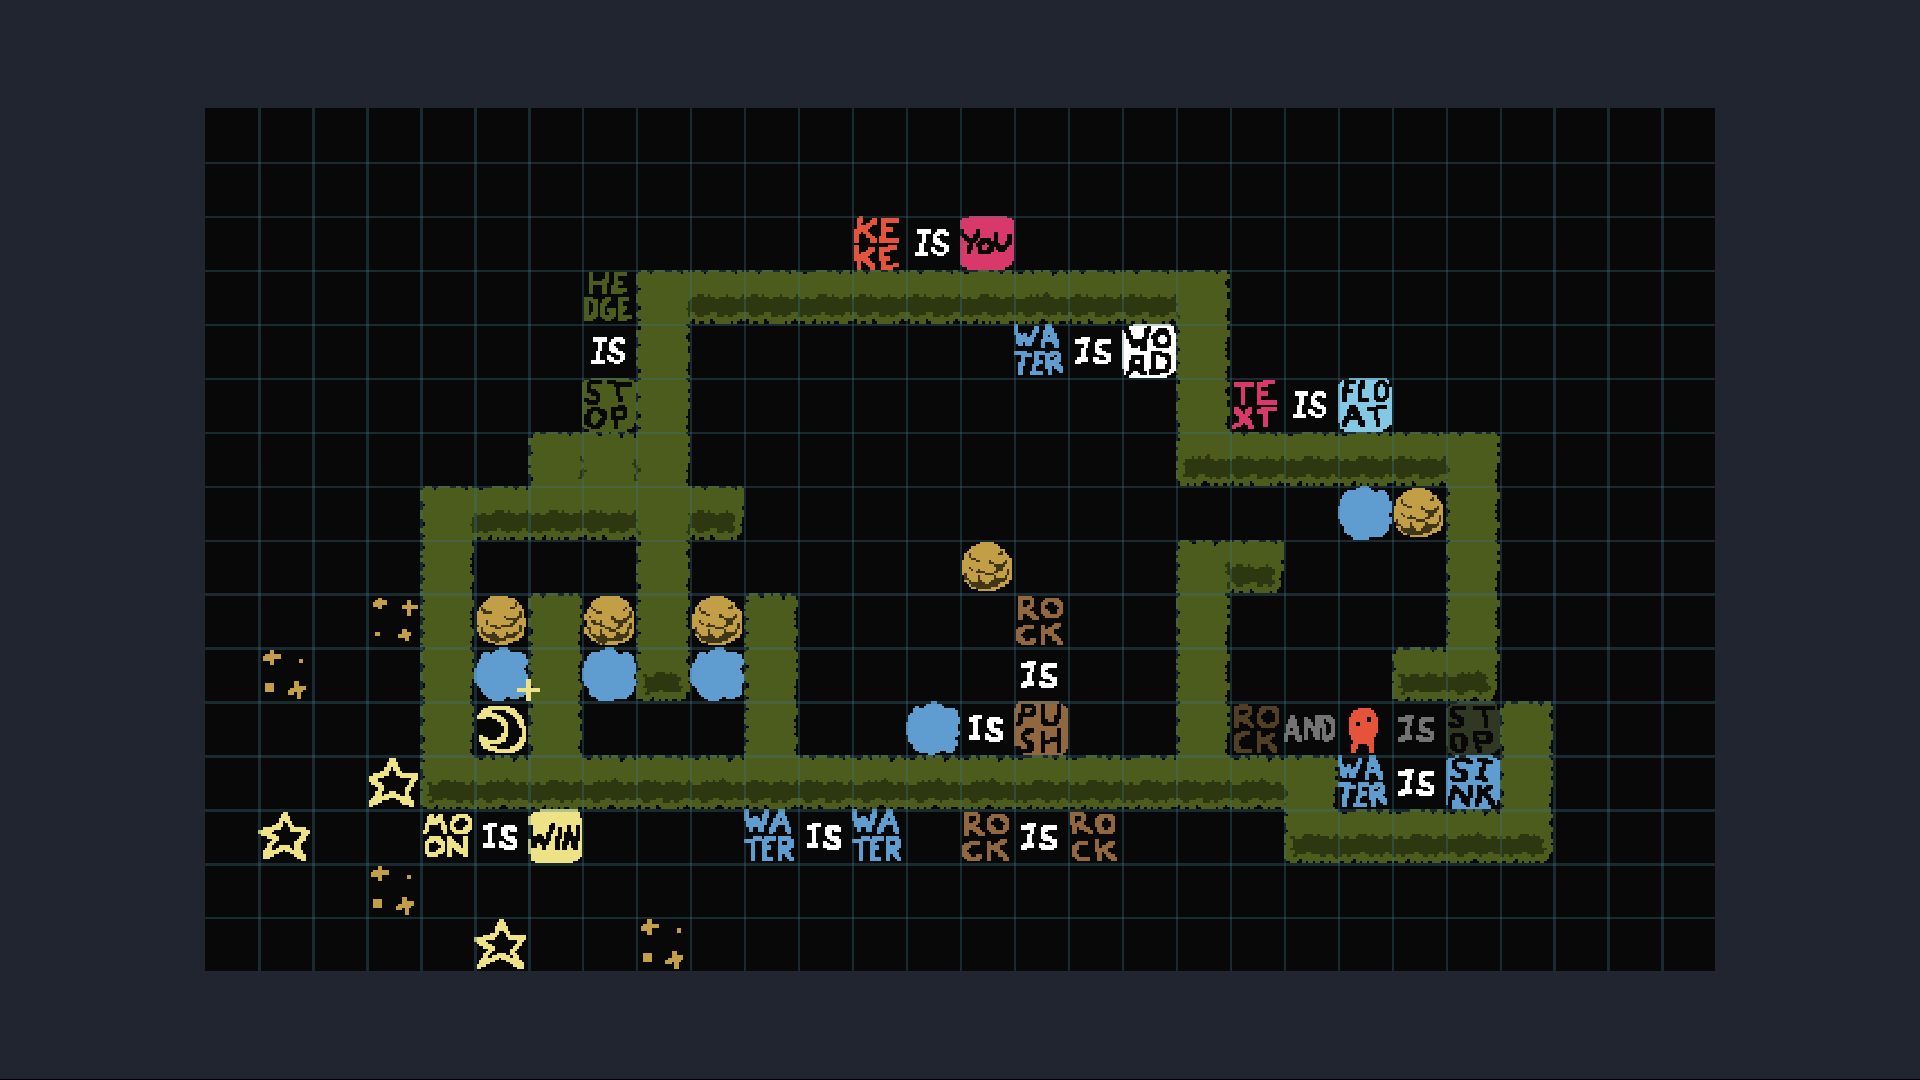 KEKE IS YOU
HEDGE IS STOP
WATER IS WORD
TEXT IS FLOAT
ROCK IS PUSH
IS
ROCK AND IS STOP
WATER IS SINK
MOON IS WIN
WATER IS WATER
ROCK IS ROCK